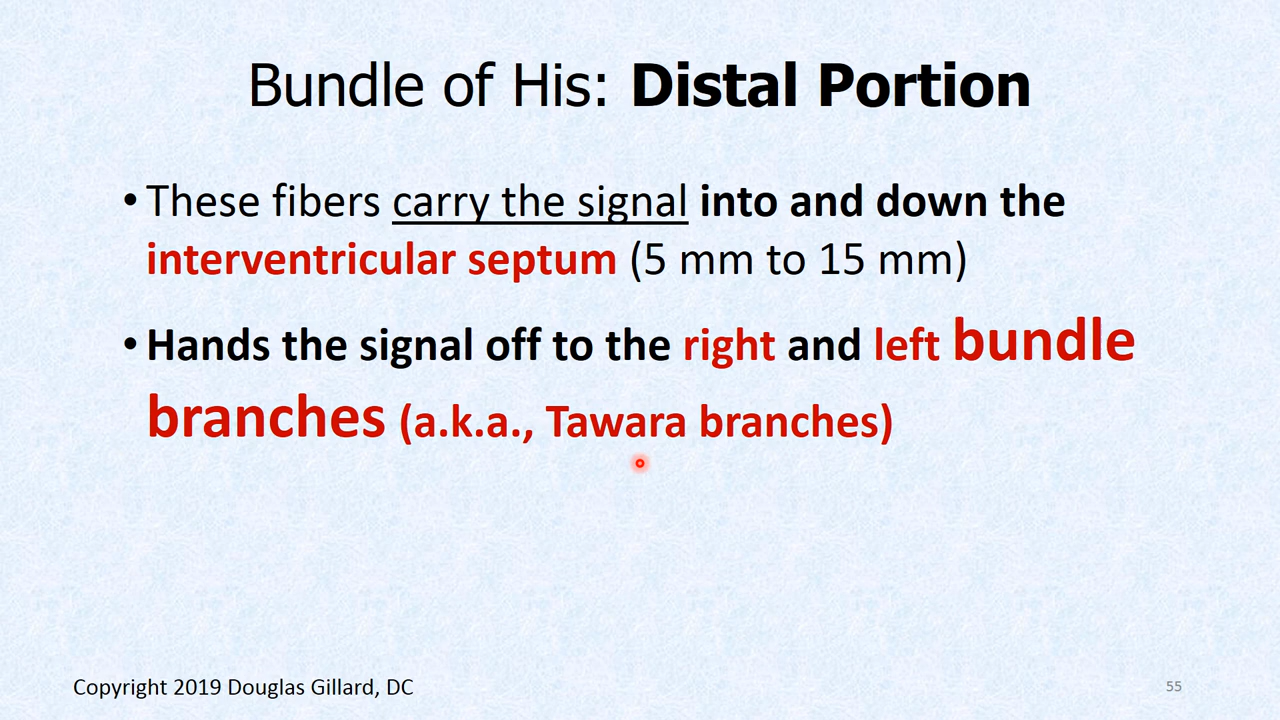 Bundle of His: Distal Portion
• These fibers carry the signal into and down the
interventricular septum (5 mm to 15 mm)
• Hands the signal off to the right and left bundle
branches (a.k.a., Tawara branches)
Copyright 2019 Douglas Gillard, DC
55